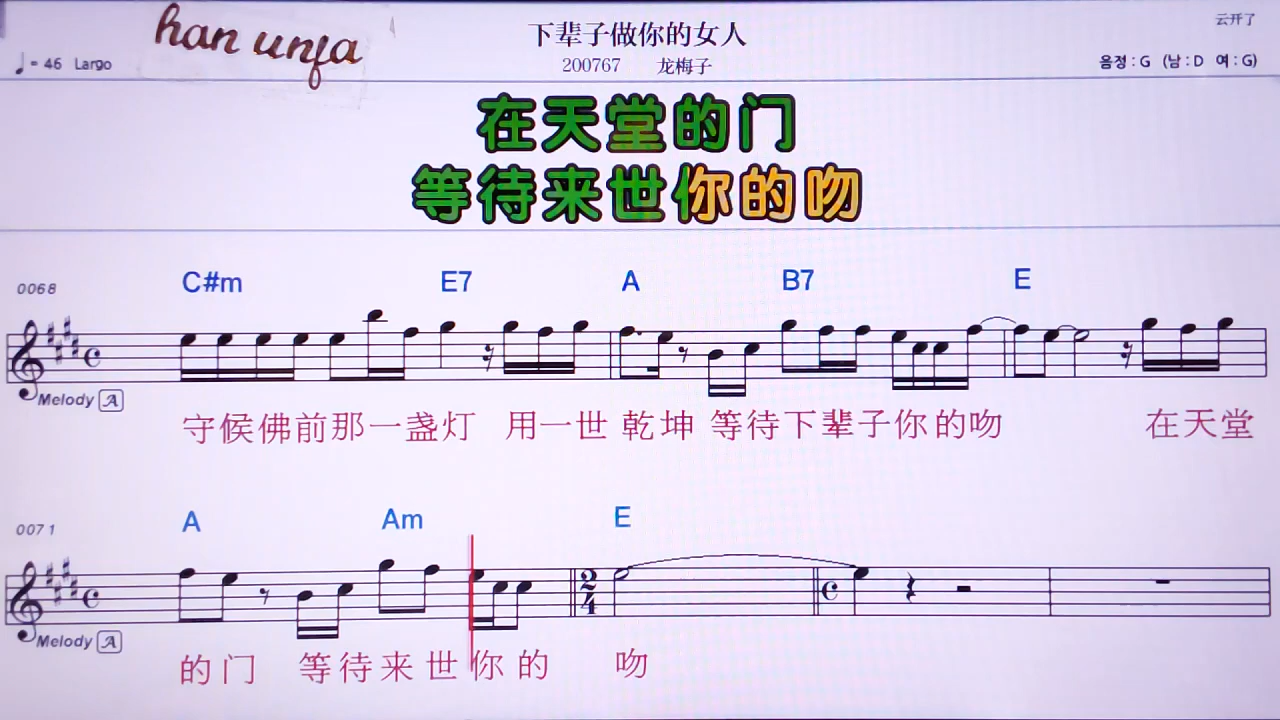 han unfa
下辈子做你的女人
云开了
♩= 46 Largo
200767 龙梅子
음정 : G (남 : D 여 : G)
在天堂的门
等待来世你的吻
0068 C#m E7 A B7 E
Melody A
守候佛前那一盏灯 用一世 乾坤 等待下辈子你的吻 在天堂
0071 A Am E
2
4
Melody A
的门 等待来世你的 吻